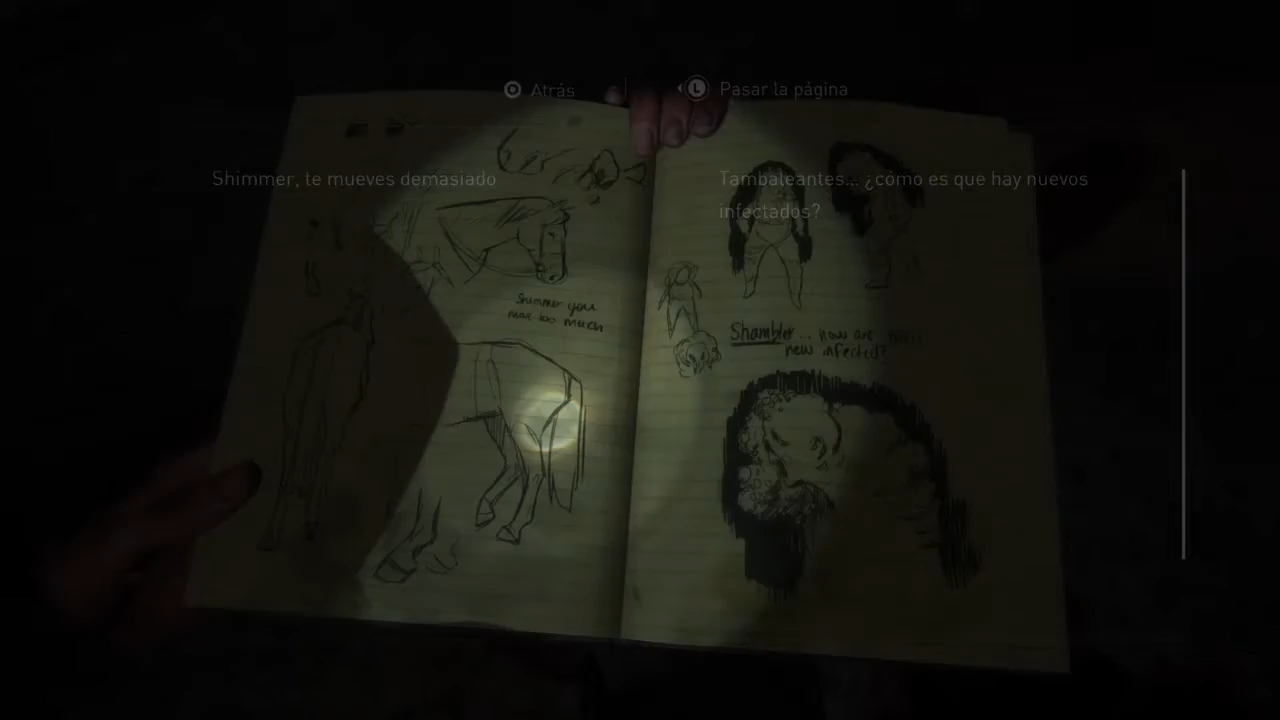 Atrás
L Pasar la página
Shimmer, te mueves demasiado
Tambaleantes... ¿cómo es que hay nuevos
infectados?
Shimmer you
move too much
Shambler... how are
new infected?